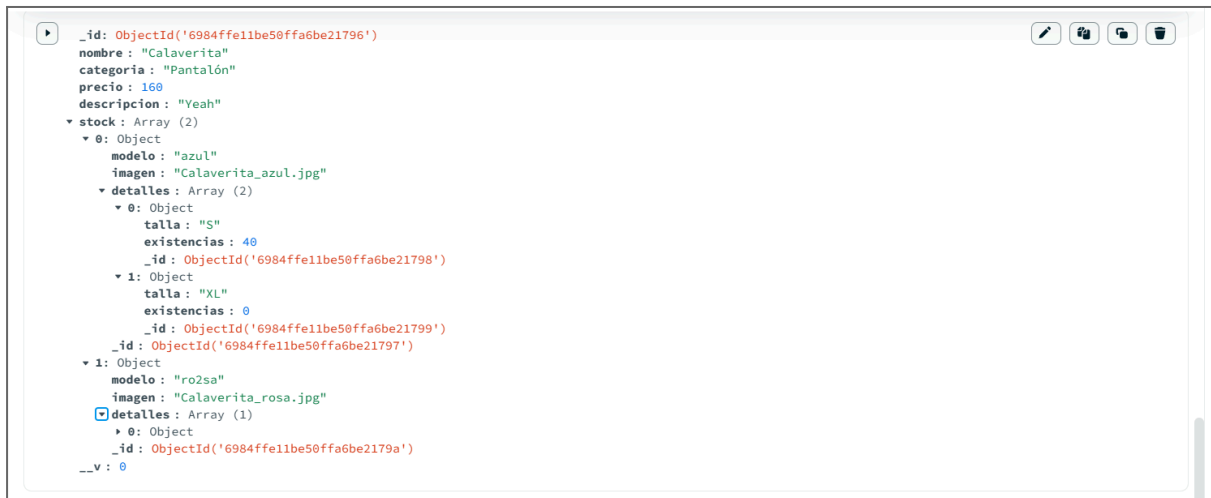 _id: ObjectId('6984ffe11be50ffa6be21796')
nombre : "Calaverita"
categoria : "Pantalón"
precio : 160
descripcion : "Yeah"
stock : Array (2)
0: Object
modelo : "azul"
imagen : "Calaverita_azul.jpg"
detalles : Array (2)
0: Object
talla : "S"
existencias : 40
_id : ObjectId('6984ffe11be50ffa6be21798')
1: Object
talla : "XL"
existencias : 0
_id : ObjectId('6984ffe11be50ffa6be21799')
_id : ObjectId('6984ffe11be50ffa6be21797')
1: Object
modelo : "ro2sa"
imagen : "Calaverita_rosa.jpg"
detalles : Array (1)
0: Object
_id : ObjectId('6984ffe11be50ffa6be2179a')
__v : 0